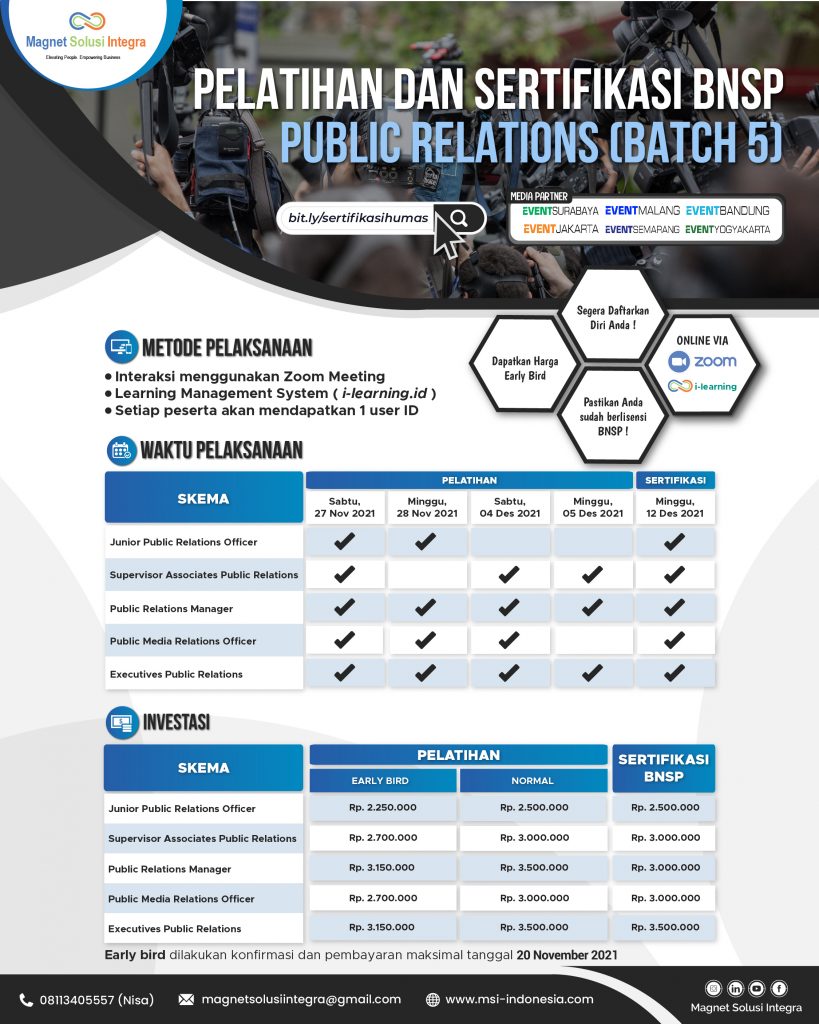 Magnet Solusi Integra
Elevating People, Empowering Business
PELATIHAN DAN SERTIFIKASI BNSP
PUBLIC RELATIONS (BATCH 5)
bit.ly/sertifikasihumas
MEDIA PARTNER
EVENTSURABAYA EVENTMALANG EVENTBANDUNG
EVENTJAKARTA EVENTSEMARANG EVENTYOGYAKARTA
Segera Daftarkan
Diri Anda !
Dapatkan Harga
Early Bird
Pastikan Anda
sudah berlisensi
BNSP !
ONLINE VIA
zoom
i-learning
METODE PELAKSANAAN
• Interaksi menggunakan Zoom Meeting
• Learning Management System ( i-learning.id )
• Setiap peserta akan mendapatkan 1 user ID
WAKTU PELAKSANAAN
SKEMA PELATIHAN SERTIFIKASI
Sabtu, Minggu, Sabtu, Minggu, Minggu,
27 Nov 2021 28 Nov 2021 04 Des 2021 05 Des 2021 12 Des 2021
Junior Public Relations Officer ✔ ✔ ✔
Supervisor Associates Public Relations ✔ ✔ ✔ ✔
Public Relations Manager ✔ ✔ ✔ ✔ ✔
Public Media Relations Officer ✔ ✔ ✔ ✔
Executives Public Relations ✔ ✔ ✔ ✔ ✔
INVESTASI
SKEMA PELATIHAN SERTIFIKASI BNSP
EARLY BIRD NORMAL
Junior Public Relations Officer Rp. 2.250.000 Rp. 2.500.000 Rp. 2.500.000
Supervisor Associates Public Relations Rp. 2.700.000 Rp. 3.000.000 Rp. 3.000.000
Public Relations Manager Rp. 3.150.000 Rp. 3.500.000 Rp. 3.000.000
Public Media Relations Officer Rp. 2.700.000 Rp. 3.000.000 Rp. 3.000.000
Executives Public Relations Rp. 3.150.000 Rp. 3.500.000 Rp. 3.500.000
Early bird dilakukan konfirmasi dan pembayaran maksimal tanggal 20 November 2021
08113405557 (Nisa) magnetsolusiintegra@gmail.com www.msi-indonesia.com
Magnet Solusi Integra